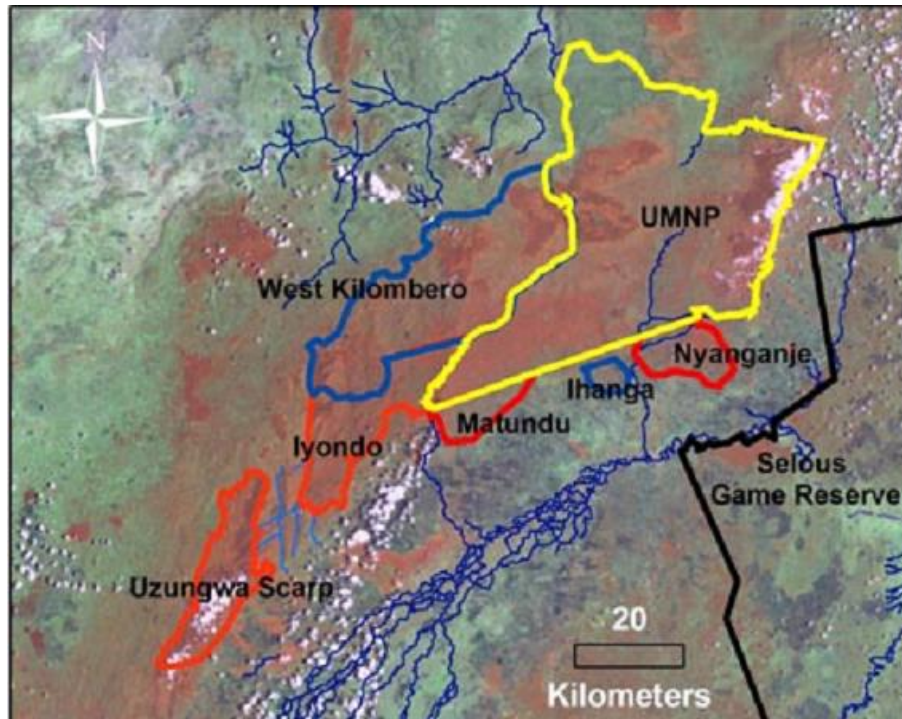 N
UMNP
West Kilombero
Nyanganje
Ihanga
Matundu
Iyondo
Selous
Game Reserve
Uzungwa Scarp
20
Kilometers